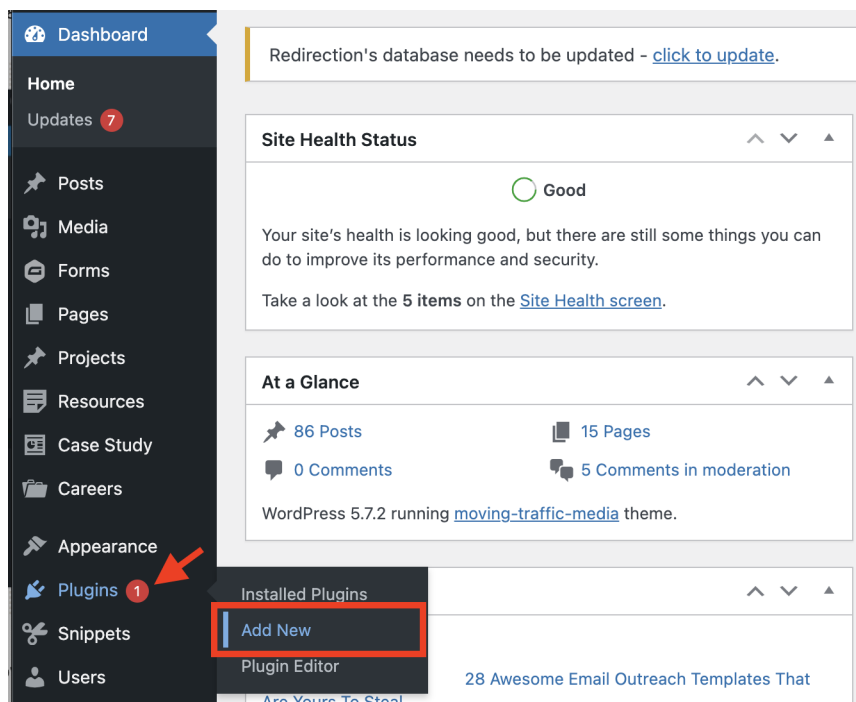 Dashboard
Home
Updates 7
Posts
Media
Forms
Pages
Projects
Resources
Case Study
Careers
Appearance
Plugins 1
Snippets
Users
Installed Plugins
Add New
Plugin Editor
Redirection's database needs to be updated - click to update.
Site Health Status
Good
Your site's health is looking good, but there are still some things you can
do to improve its performance and security.
Take a look at the 5 items on the Site Health screen.
At a Glance
86 Posts
15 Pages
0 Comments
5 Comments in moderation
WordPress 5.7.2 running moving-traffic-media theme.
28 Awesome Email Outreach Templates That
Are Yours To Steal